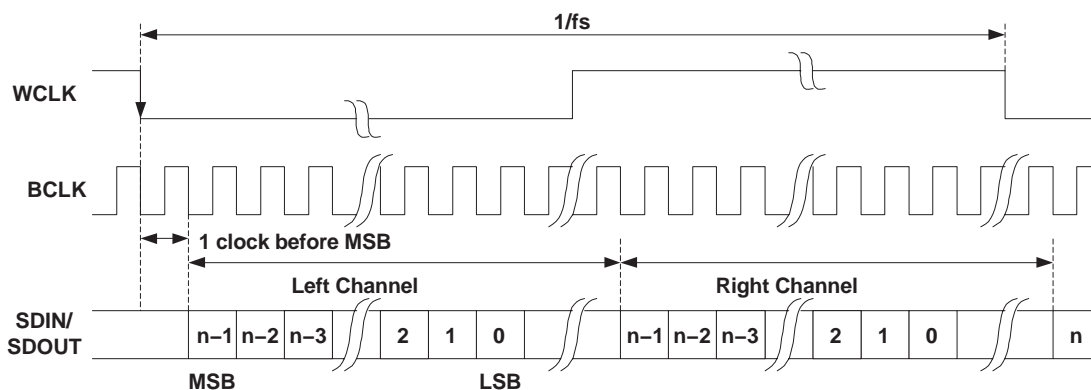 1/fs
WCLK
BCLK
1 clock before MSB
Left Channel
Right Channel
SDIN/
SDOUT
n−1 n−2 n−3 2 1 0 n−1 n−2 n−3 2 1 0 n
MSB LSB